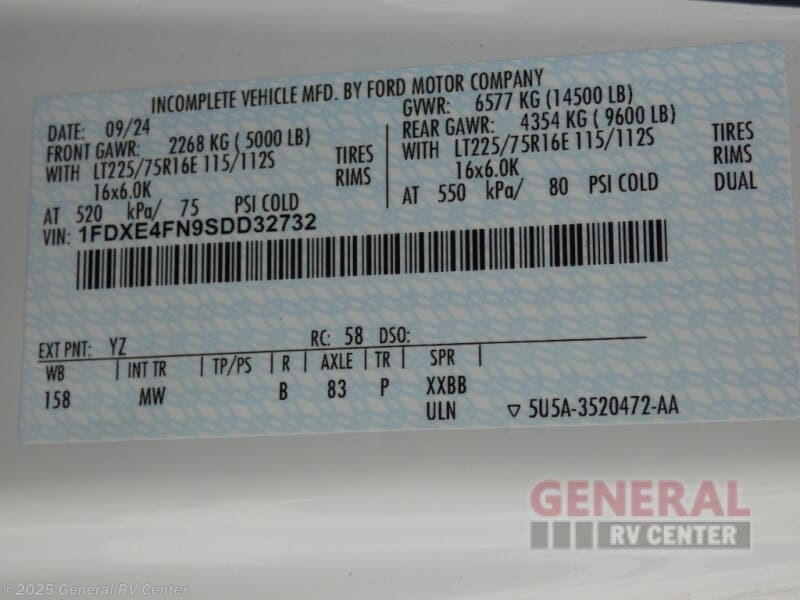 INCOMPLETE VEHICLE MFD. BY FORD MOTOR COMPANY
DATE: 09/24
FRONT GAWR: 2268 KG ( 5000 LB)
WITH LT225/75R16E 115/112S TIRES
16x6.0K RIMS
AT 520 kPa/ 75 PSI COLD
GVWR: 6577 KG (14500 LB)
REAR GAWR: 4354 KG ( 9600 LB)
WITH LT225/75R16E 115/112S TIRES
16x6.0K RIMS
AT 550 kPa/ 80 PSI COLD DUAL
VIN: 1FDXE4FN9SDD32732
EXT PNT: YZ RC: 58 DSO:
WB INT TR TP/PS R AXLE TR SPR
158 MW B 83 P XXBB
ULN ▽ 5U5A-3520472-AA
GENERAL
RV CENTER
©2025 General RV Center